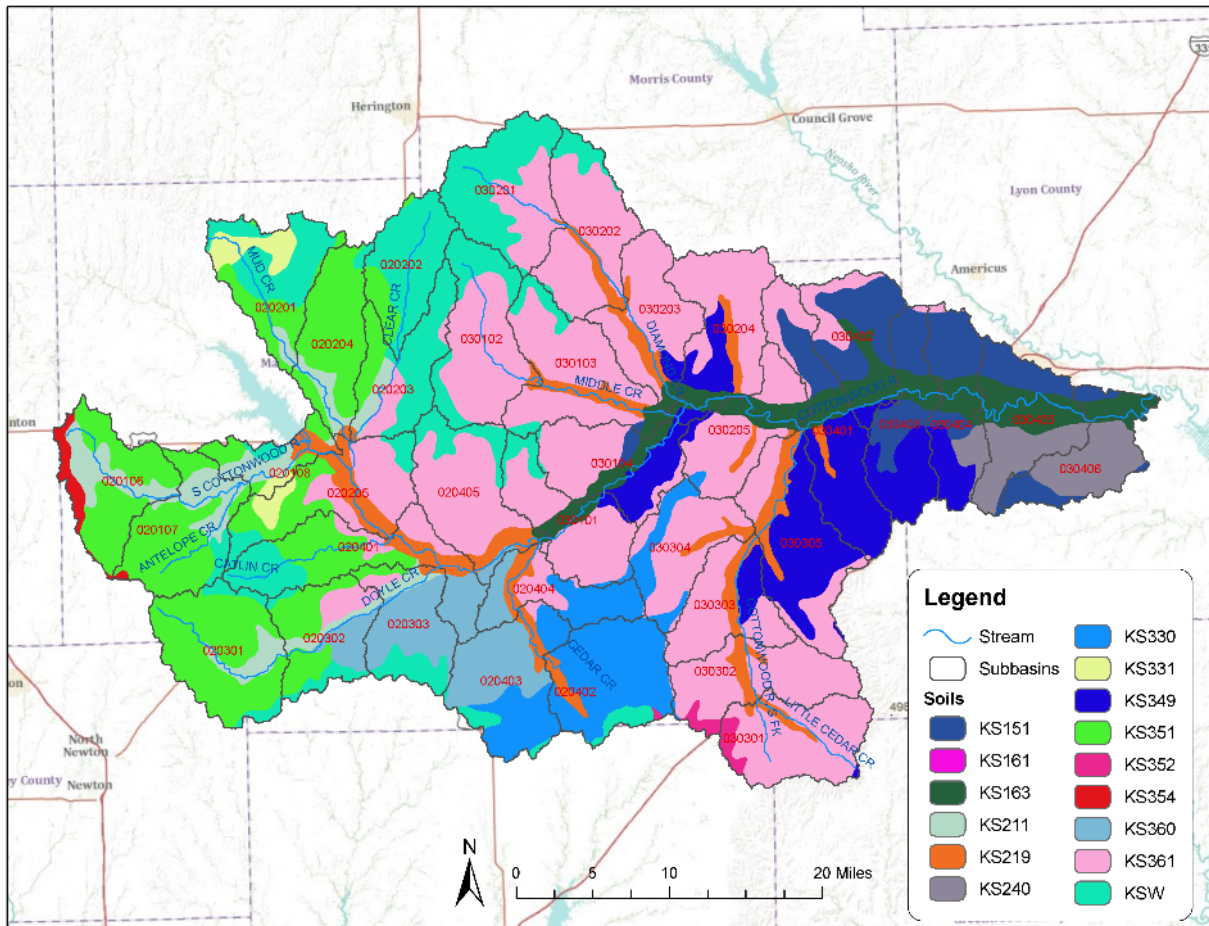 335
Morris County
Herington
Council Grove
Neosho River
Lyon County
030201
030202
MUD CR
020202
Americus
CLEAR CR
020201
030203
030204
020204
030102
DIAMOND CR
030103
020203
MIDDLE CR
COTTONWOOD R
030205
030401
030403
030404
030405
S COTTONWOOD R
020108
030104
030406
020106
020205
020405
020107
030101
ANTELOPE CR
020401
030304
030305
CATLIN CR
DOYLE CR
020404
030303
COTTONWOOD R S FK
020302
020303
020301
CEDAR CR
030302
020403
020402
LITTLE CEDAR CR
030301
North
Newton
Newton
N
0 5 10 20 Miles
Legend
Stream
Subbasins
Soils
KS151
KS161
KS163
KS211
KS219
KS240
KS330
KS331
KS349
KS351
KS352
KS354
KS360
KS361
KSW